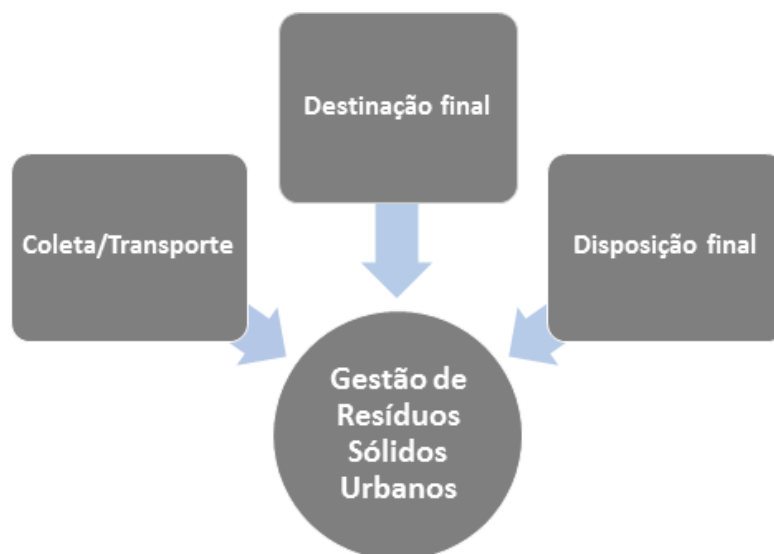 Destinação final
Coleta/Transporte
Disposição final
Gestão de
Resíduos
Sólidos
Urbanos